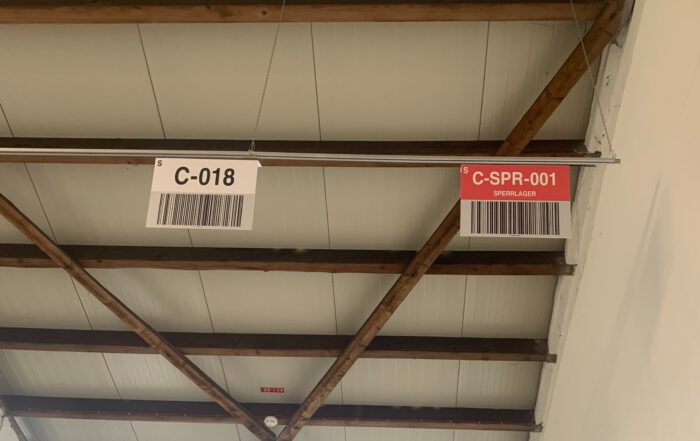 S
C-018
S
C-SPR-001
SPERRLAGER